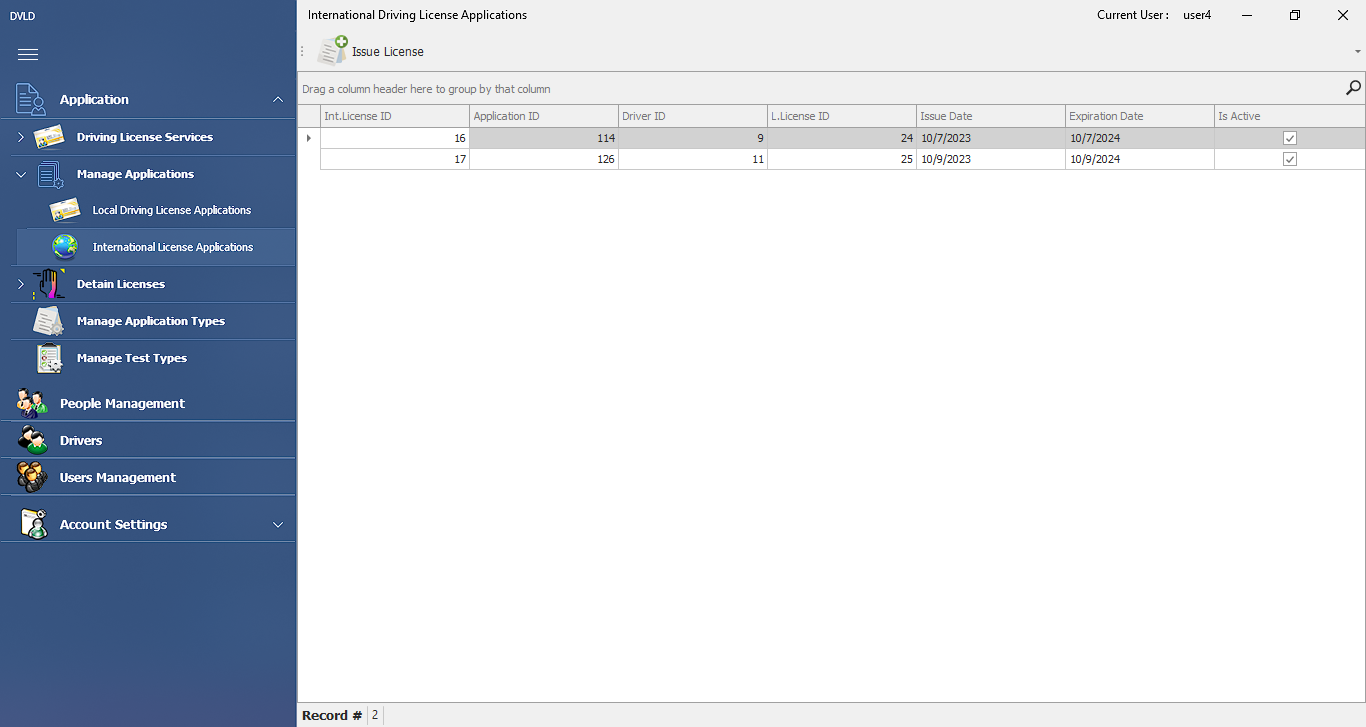 DVLD
International Driving License Applications
Current User : user4
Issue License
Application
Driving License Services
Manage Applications
Local Driving License Applications
International License Applications
Detain Licenses
Manage Application Types
Manage Test Types
People Management
Drivers
Users Management
Account Settings
Drag a column header here to group by that column
Int.License ID Application ID Driver ID L.License ID Issue Date Expiration Date Is Active
16 114 9 24 10/7/2023 10/7/2024
17 126 11 25 10/9/2023 10/9/2024
Record # 2